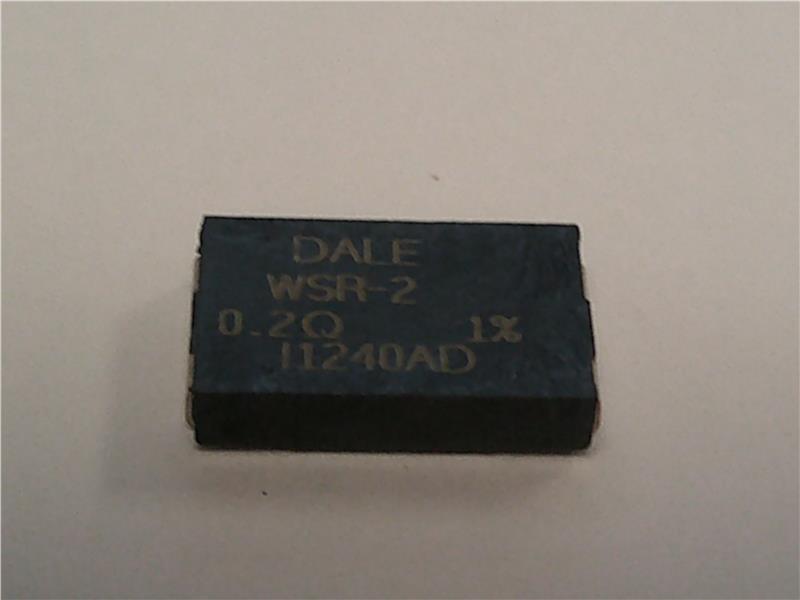 DALE
WSR-2
0.2Ω 1%
I1240AD